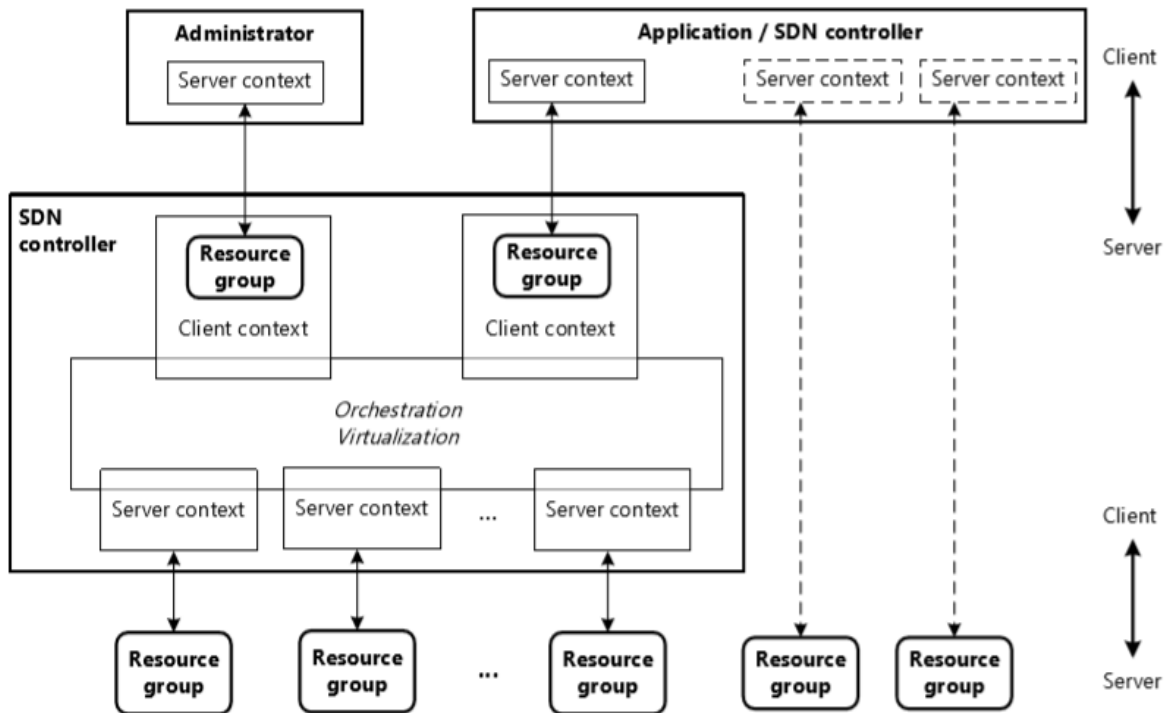 Administrator
Application / SDN controller
Server context
Server context
Server context
Server context
Client
Server
SDN
controller
Resource
group
Client context
Resource
group
Client context
Orchestration
Virtualization
Server context
Server context
...
Server context
Client
Server
Resource
group
Resource
group
...
Resource
group
Resource
group
Resource
group